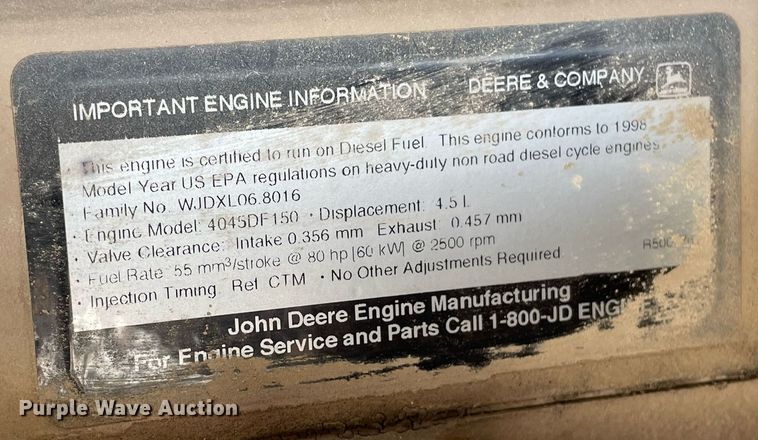 IMPORTANT ENGINE INFORMATION DEERE & COMPANY
This engine is certified to run on Diesel Fuel. This engine conforms to 1998
Model Year US EPA regulations on heavy-duty non road diesel cycle engines
Family No. WJDXL06.8016
• Engine Model: 4045DF150 • Displacement: 4.5 L
• Valve Clearance: Intake 0.356 mm Exhaust: 0.457 mm
• Fuel Rate: 55 mm³/stroke @ 80 hp [60 kW] @ 2500 rpm
• Injection Timing: Ref CTM • No Other Adjustments Required.
John Deere Engine Manufacturing
For Engine Service and Parts Call 1-800-JD
Purple Wave Auction